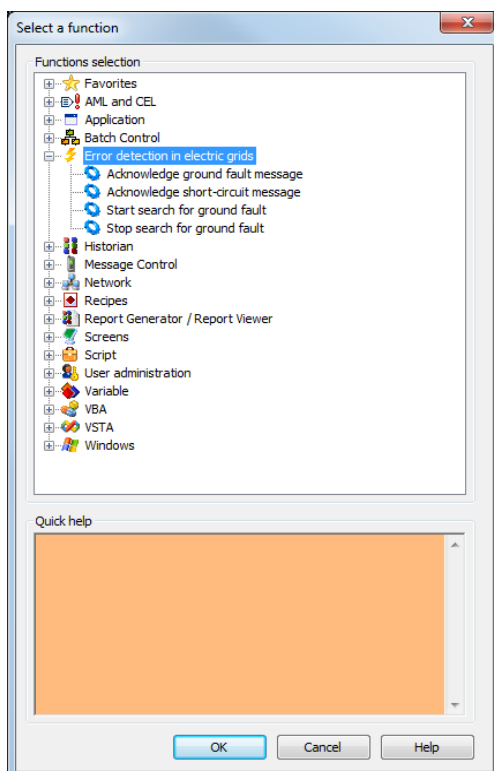 Select a function
Functions selection
Favorites
AML and CEL
Application
Batch Control
Error detection in electric grids
Acknowledge ground fault message
Acknowledge short-circuit message
Start search for ground fault
Stop search for ground fault
Historian
Message Control
Network
Recipes
Report Generator / Report Viewer
Screens
Script
User administration
Variable
VBA
VSTA
Windows
Quick help
OK Cancel Help